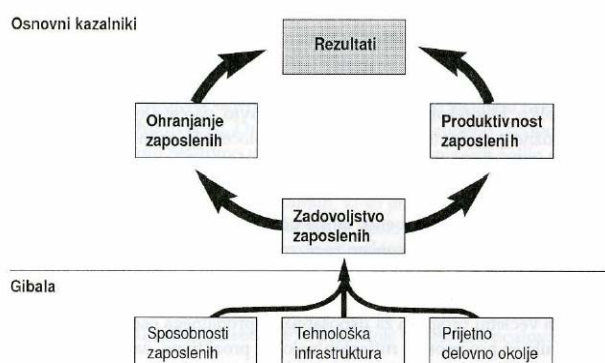 Osnovni kazalniki
Rezultati
Ohranjanje
zaposlenih
Produktivnost
zaposlenih
Zadovoljstvo
zaposlenih
Gibala
Sposobnosti
zaposlenih
Tehnološka
infrastruktura
Prijetno
delovno okolje